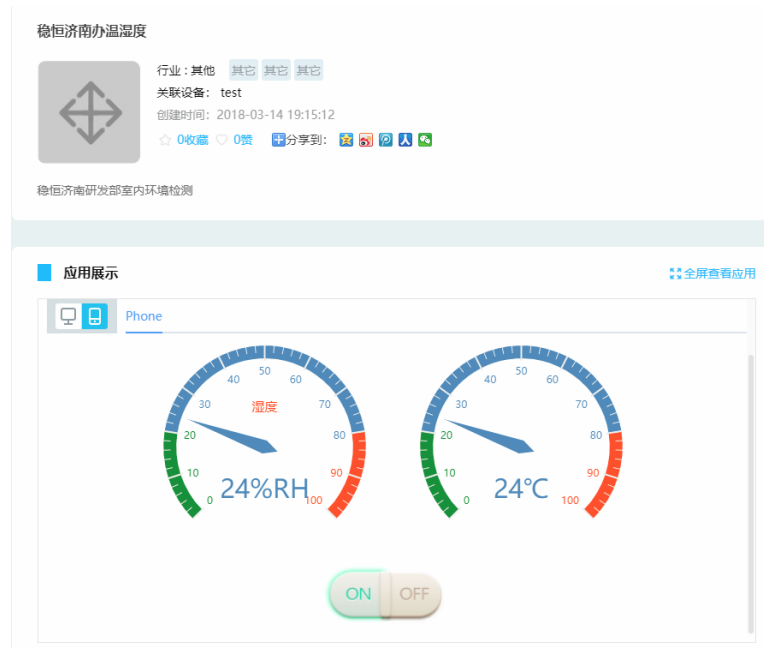 稳恒济南办温湿度
行业 : 其他 其它 其它 其它
关联设备： test
创建时间： 2018-03-14 19:15:12
0收藏 0赞 分享到：
稳恒济南研发部室内环墙检测
应用展示 全屏查看应用
Phone
0 10 20 30 40 50 60 70 80 90 100
湿度
24%RH
0 10 20 30 40 50 60 70 80 90 100
24℃
ON OFF